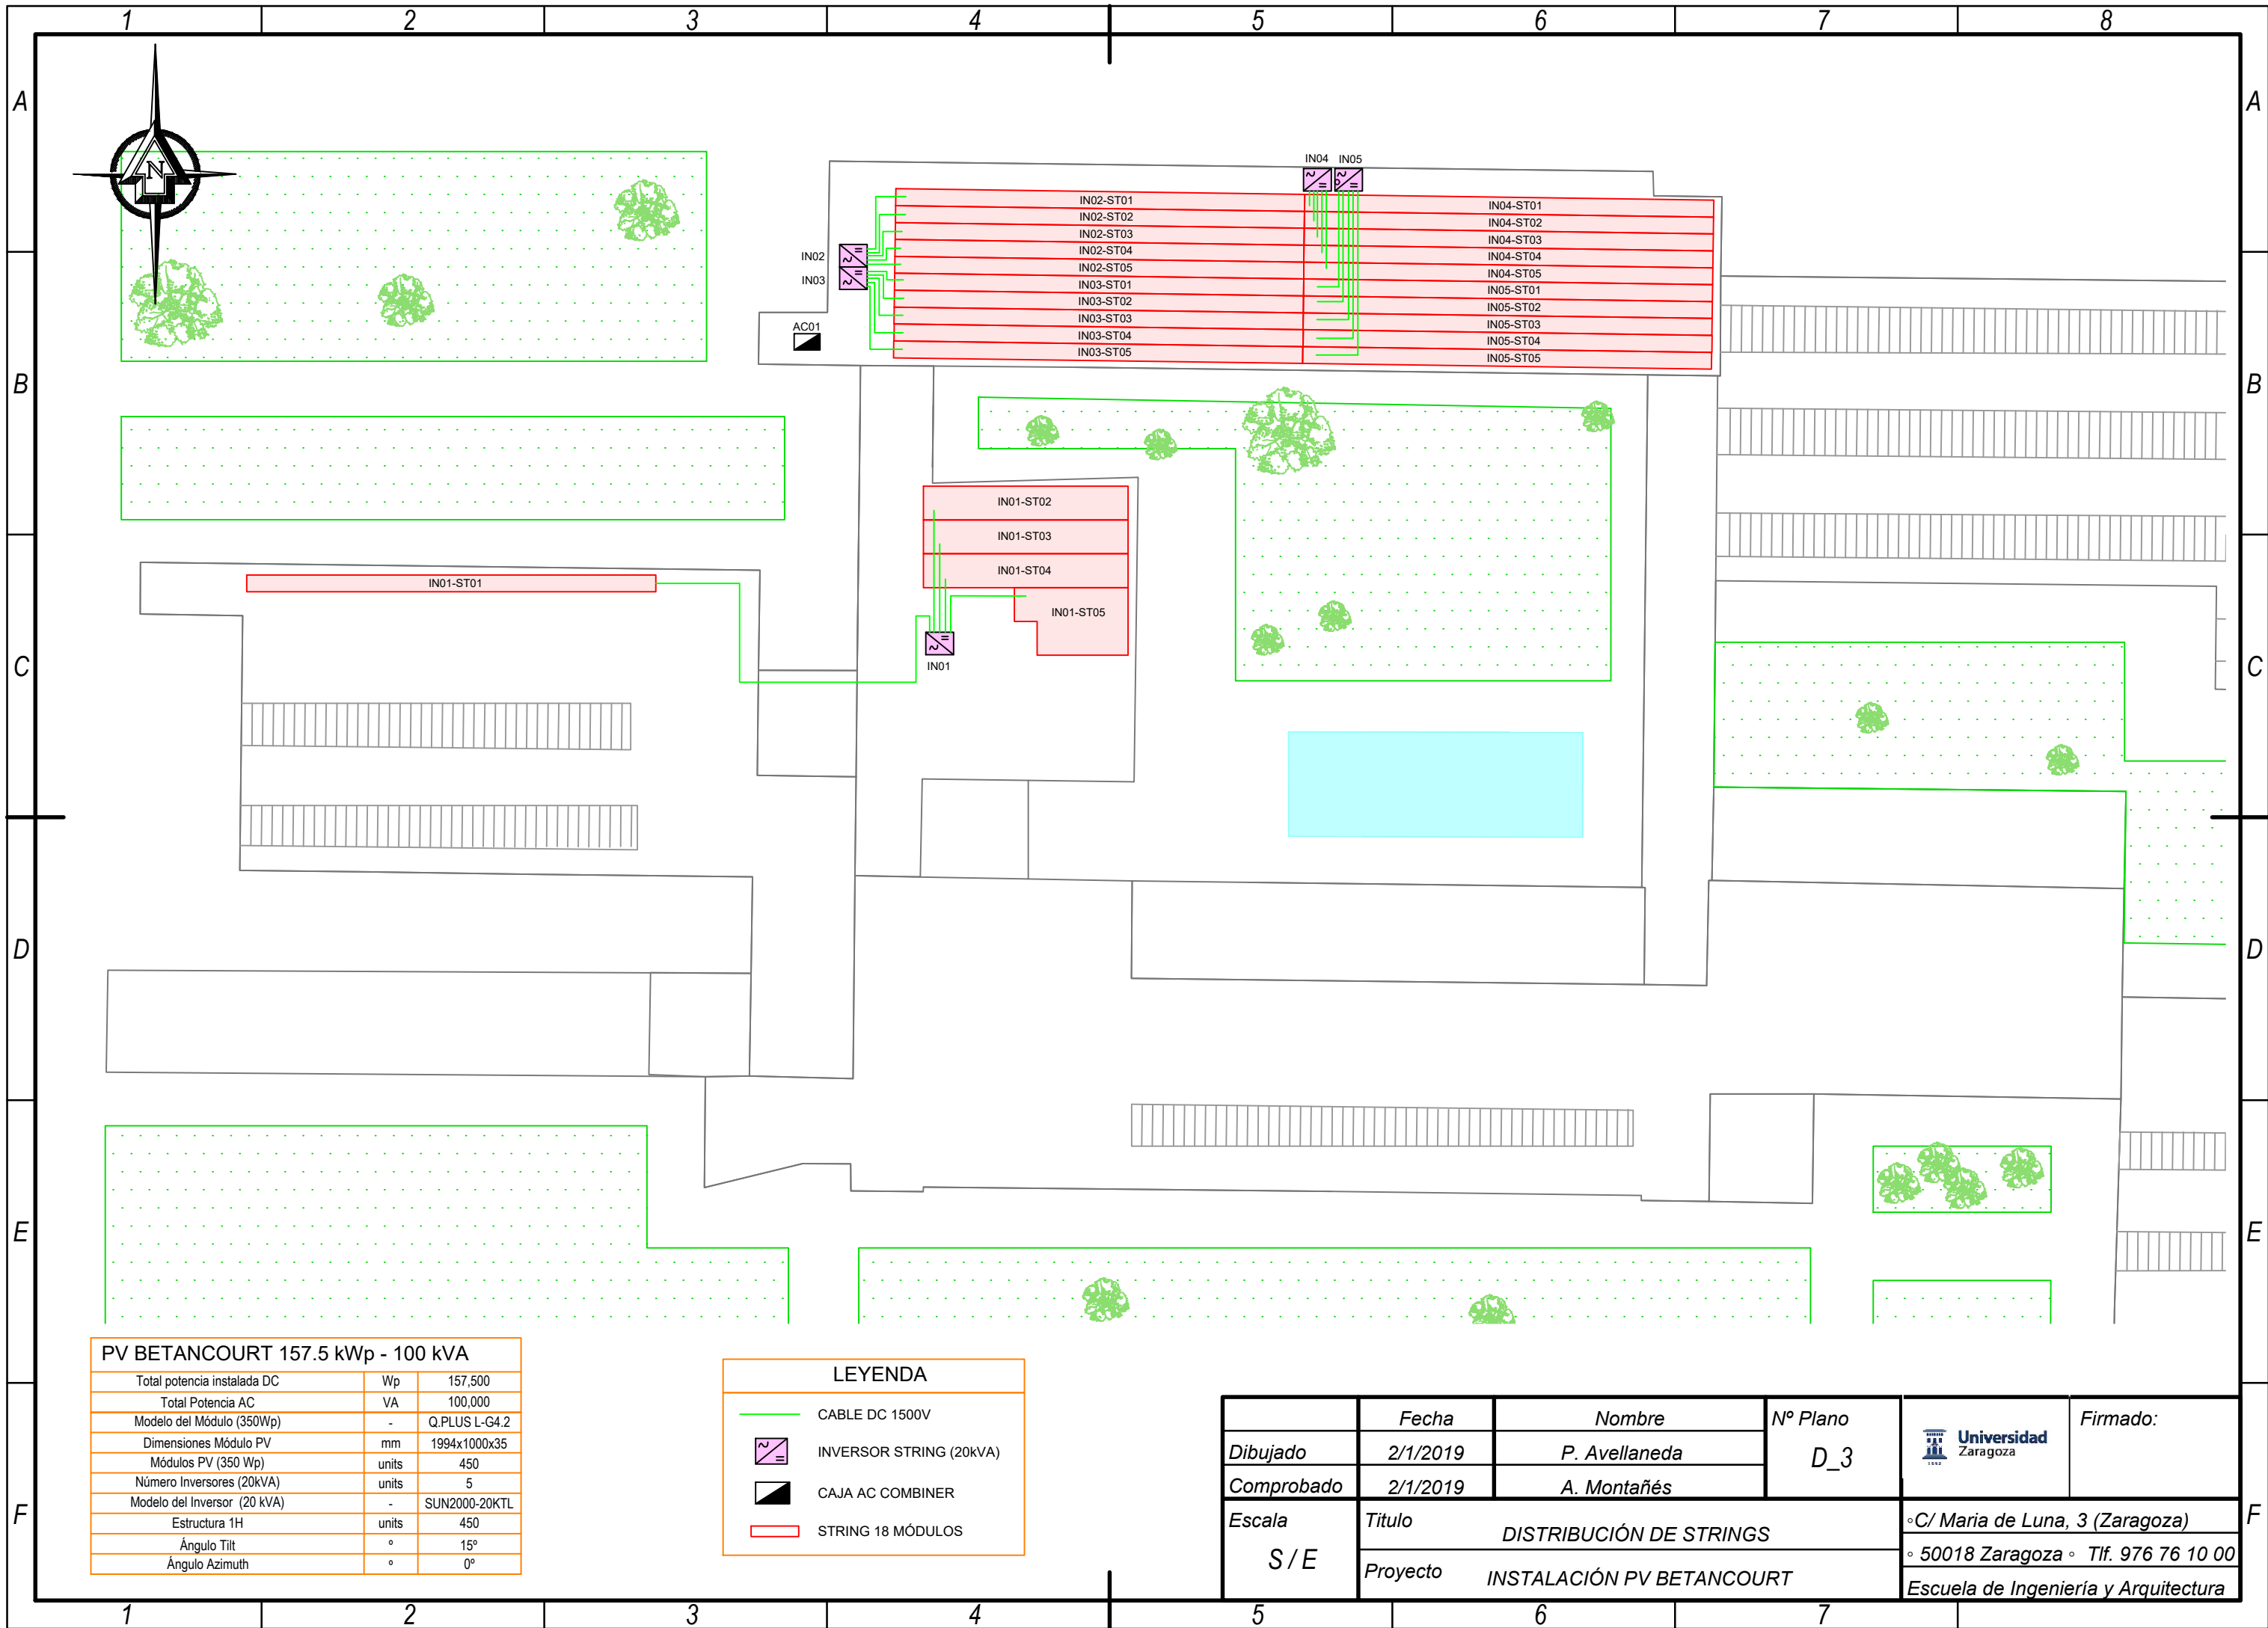 1 2 3 4 5 6 7 8
A A
B B
C C
D D
E E
F F
N
IN04 IN05
IN02-ST01 IN04-ST01
IN02-ST02 IN04-ST02
IN02-ST03 IN04-ST03
IN02-ST04 IN04-ST04
IN02-ST05 IN04-ST05
IN03-ST01 IN05-ST01
IN03-ST02 IN05-ST02
IN03-ST03 IN05-ST03
IN03-ST04 IN05-ST04
IN03-ST05 IN05-ST05
IN02
IN03
AC01
IN01-ST02
IN01-ST03
IN01-ST04
IN01-ST05
IN01-ST01
IN01
PV BETANCOURT 157.5 kWp - 100 kVA
Total potencia instalada DC Wp 157,500
Total Potencia AC VA 100,000
Modelo del Módulo (350Wp) - Q.PLUS L-G4.2
Dimensiones Módulo PV mm 1994x1000x35
Módulos PV (350 Wp) units 450
Número Inversores (20kVA) units 5
Modelo del Inversor (20 kVA) - SUN2000-20KTL
Estructura 1H units 450
Ángulo Tilt º 15º
Ángulo Azimuth º 0º
LEYENDA
CABLE DC 1500V
INVERSOR STRING (20kVA)
CAJA AC COMBINER
STRING 18 MÓDULOS
Fecha Nombre Nº Plano Firmado:
Dibujado 2/1/2019 P. Avellaneda D_3
Comprobado 2/1/2019 A. Montañés
Universidad
Zaragoza
1542
Escala S / E
Titulo DISTRIBUCIÓN DE STRINGS
Proyecto INSTALACIÓN PV BETANCOURT
◦C/ Maria de Luna, 3 (Zaragoza)
◦ 50018 Zaragoza ◦ Tlf. 976 76 10 00
Escuela de Ingeniería y Arquitectura
1 2 3 4 5 6 7 8